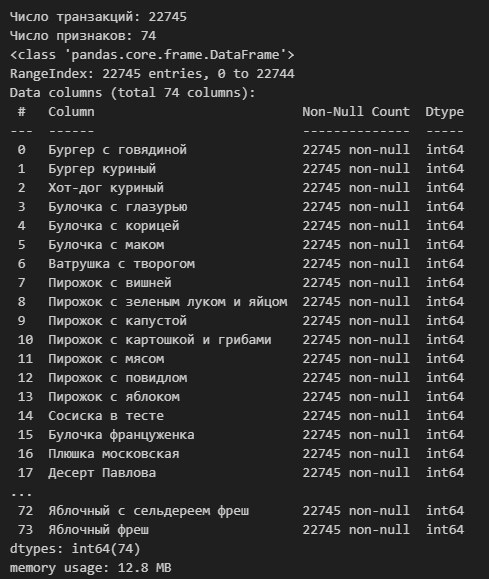 Число транзакций: 22745
Число признаков: 74
<class 'pandas.core.frame.DataFrame'>
RangeIndex: 22745 entries, 0 to 22744
Data columns (total 74 columns):
 #   Column                          Non-Null Count  Dtype
---  ------                          --------------  -----
 0   Бургер с говядиной              22745 non-null  int64
 1   Бургер куриный                  22745 non-null  int64
 2   Хот-дог куриный                 22745 non-null  int64
 3   Булочка с глазурью              22745 non-null  int64
 4   Булочка с корицей               22745 non-null  int64
 5   Булочка с маком                 22745 non-null  int64
 6   Ватрушка с творогом             22745 non-null  int64
 7   Пирожок с вишней                22745 non-null  int64
 8   Пирожок с зеленым луком и яйцом  22745 non-null  int64
 9   Пирожок с капустой              22745 non-null  int64
 10  Пирожок с картошкой и грибами   22745 non-null  int64
 11  Пирожок с мясом                 22745 non-null  int64
 12  Пирожок с повидлом              22745 non-null  int64
 13  Пирожок с яблоком               22745 non-null  int64
 14  Сосиска в тесте                 22745 non-null  int64
 15  Булочка француженка             22745 non-null  int64
 16  Плюшка московская               22745 non-null  int64
 17  Десерт Павлова                  22745 non-null  int64
...
 72  Яблочный с сельдереем фреш      22745 non-null  int64
 73  Яблочный фреш                   22745 non-null  int64
dtypes: int64(74)
memory usage: 12.8 MB